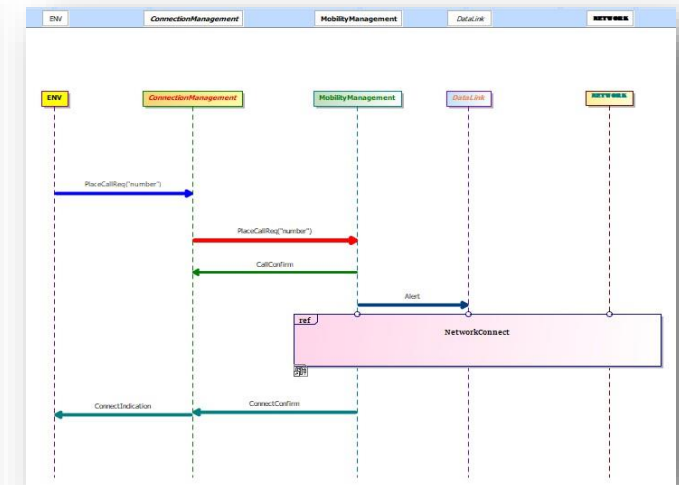 ENV ConnectionManagement MobilityManagement DataLink NETWORK
ENV ConnectionManagement MobilityManagement DataLink NETWORK
PlaceCallReq("number")
PlaceCallReq("number")
CallConfirm
Alert
ref
NetworkConnect
ConnectIndication ConnectConfirm